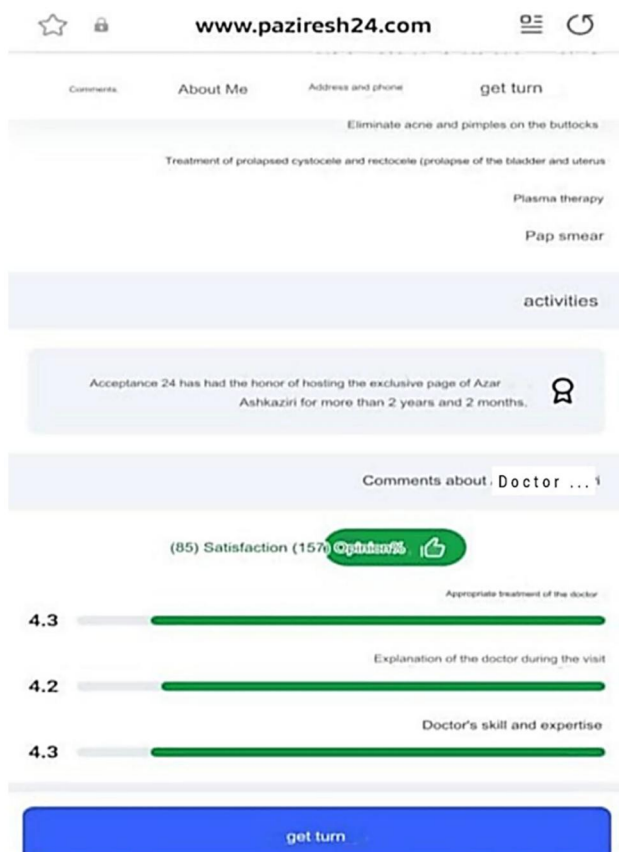 www.paziresh24.com
Comments About Me Address and phone get turn
Eliminate acne and pimples on the buttocks
Treatment of prolapsed cystocele and rectocele (prolapse of the bladder and uterus
Plasma therapy
Pap smear
activities
Acceptance 24 has had the honor of hosting the exclusive page of Azar
Ashkaziri for more than 2 years and 2 months.
Comments about Doctor ...
(85) Satisfaction (157) Opinion%
Appropriate treatment of the doctor
4.3
Explanation of the doctor during the visit
4.2
Doctor's skill and expertise
4.3
get turn